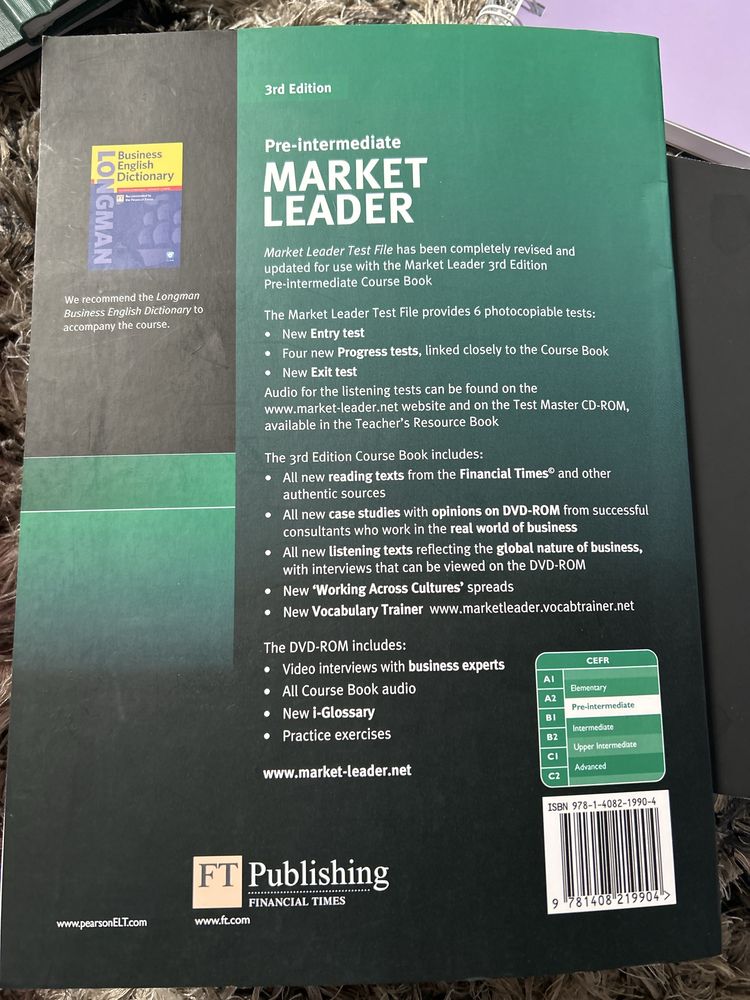 3rd Edition
Pre-intermediate
MARKET
LEADER
Market Leader Test File has been completely revised and
updated for use with the Market Leader 3rd Edition
Pre-intermediate Course Book
The Market Leader Test File provides 6 photocopiable tests:
• New Entry test
• Four new Progress tests, linked closely to the Course Book
• New Exit test
Audio for the listening tests can be found on the
www.market-leader.net website and on the Test Master CD-ROM,
available in the Teacher's Resource Book
The 3rd Edition Course Book includes:
• All new reading texts from the Financial Times© and other
authentic sources
• All new case studies with opinions on DVD-ROM from successful
consultants who work in the real world of business
• All new listening texts reflecting the global nature of business,
with interviews that can be viewed on the DVD-ROM
• New ‘Working Across Cultures’ spreads
• New Vocabulary Trainer www.marketleader.vocabtrainer.net
The DVD-ROM includes:
• Video interviews with business experts
• All Course Book audio
• New i-Glossary
• Practice exercises
www.market-leader.net
LONGMAN
Business
English
Dictionary
We recommend the Longman
Business English Dictionary to
accompany the course.
CEFR
A1
Elementary
A2
Pre-intermediate
B1
Intermediate
B2
Upper Intermediate
C1
Advanced
C2
ISBN 978-1-4082-1990-4
9 781408 219904 >
FT Publishing
FINANCIAL TIMES
www.pearsonELT.com
www.ft.com